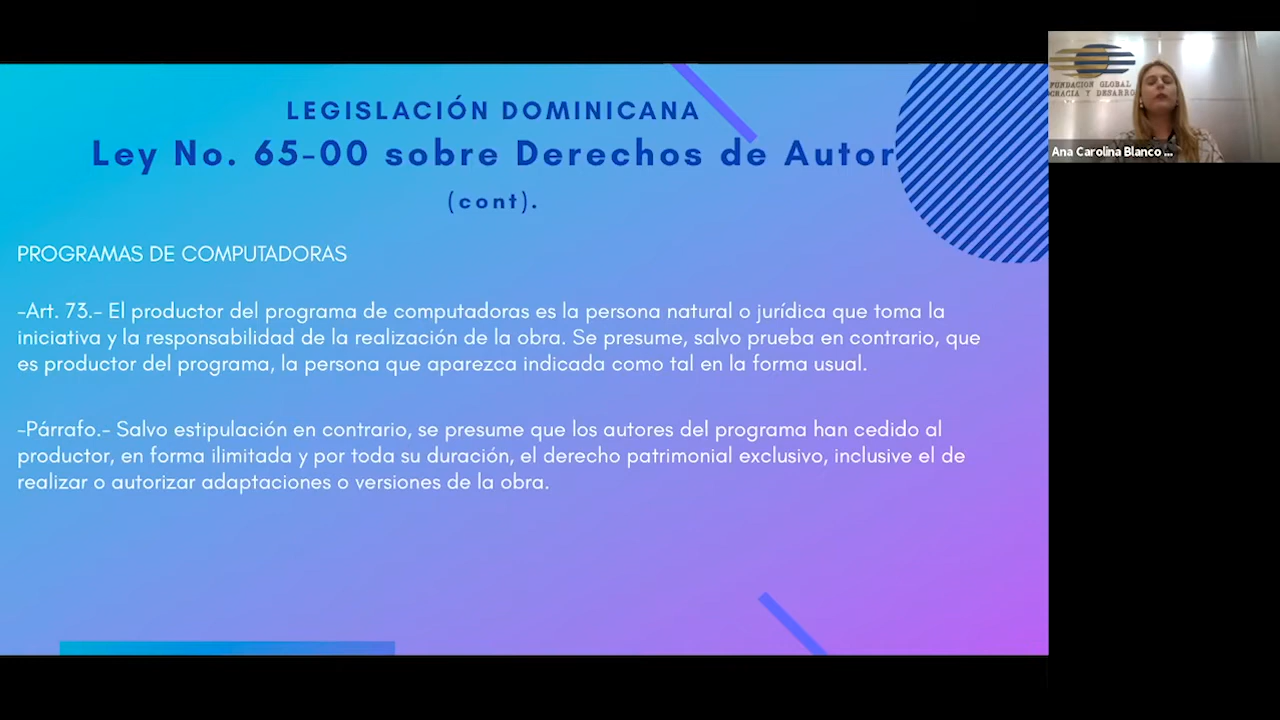 LEGISLACIÓN DOMINICANA
Ley No. 65-00 sobre Derechos de Autor
(cont).
PROGRAMAS DE COMPUTADORAS
-Art. 73.- El productor del programa de computadoras es la persona natural o jurídica que toma la
iniciativa y la responsabilidad de la realización de la obra. Se presume, salvo prueba en contrario, que
es productor del programa, la persona que aparezca indicada como tal en la forma usual.
-Párrafo.- Salvo estipulación en contrario, se presume que los autores del programa han cedido al
productor, en forma ilimitada y por toda su duración, el derecho patrimonial exclusivo, inclusive el de
realizar o autorizar adaptaciones o versiones de la obra.
FUNDACIÓN GLOBAL
CRACIA Y DESARRO
Ana Carolina Blanco ...